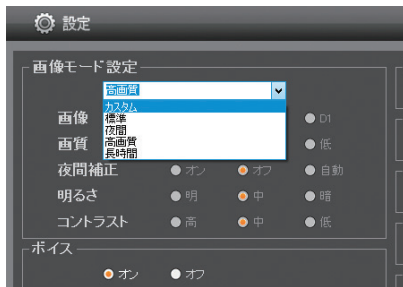 設定
画像モード設定
高画質
カスタム
標準
夜間
高画質
長時間
画像 D1
画質 低
夜間補正 オン オフ 自動
明るさ 明 中 暗
コントラスト 高 中 低
ボイス
オン オフ